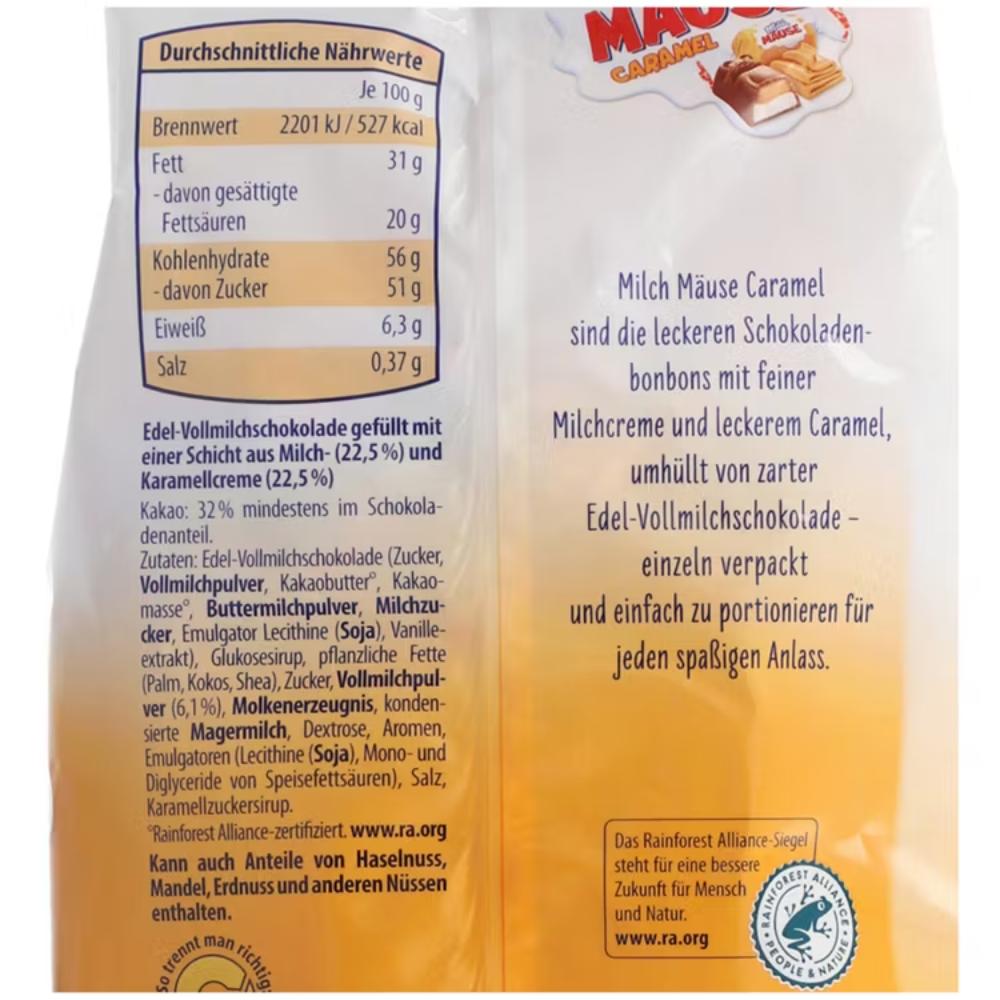 Durchschnittliche Nährwerte
Je 100 g
Brennwert 2201 kJ / 527 kcal
Fett 31 g
- davon gesättigte
Fettsäuren 20 g
Kohlenhydrate 56 g
- davon Zucker 51 g
Eiweiß 6,3 g
Salz 0,37 g
Edel-Vollmilchschokolade gefüllt mit
einer Schicht aus Milch- (22,5 %) und
Karamellcreme (22,5 %)
Kakao: 32 % mindestens im Schokola-
denanteil.
Zutaten: Edel-Vollmilchschokolade (Zucker,
Vollmilchpulver, Kakaobutter°, Kakao-
masse°, Buttermilchpulver, Milchzu-
cker, Emulgator Lecithine (Soja), Vanille-
extrakt), Glukosesirup, pflanzliche Fette
(Palm, Kokos, Shea), Zucker, Vollmilchpul-
ver (6,1 %), Molkenerzeugnis, konden-
sierte Magermilch, Dextrose, Aromen,
Emulgatoren (Lecithine (Soja), Mono- und
Diglyceride von Speisefettsäuren), Salz,
Karamellzuckersirup.
°Rainforest Alliance-zertifiziert. www.ra.org
Kann auch Anteile von Haselnuss,
Mandel, Erdnuss und anderen Nüssen
enthalten.
So trennt man richtig
CARAMEL
MÄUSE
Milch Mäuse Caramel
sind die leckeren Schokoladen-
bonbons mit feiner
Milchcreme und leckerem Caramel,
umhüllt von zarter
Edel-Vollmilchschokolade –
einzeln verpackt
und einfach zu portionieren für
jeden spaßigen Anlass.
Das Rainforest Alliance-Siegel
steht für eine bessere
Zukunft für Mensch
und Natur.
www.ra.org
RAINFOREST ALLIANCE
PEOPLE & NATURE